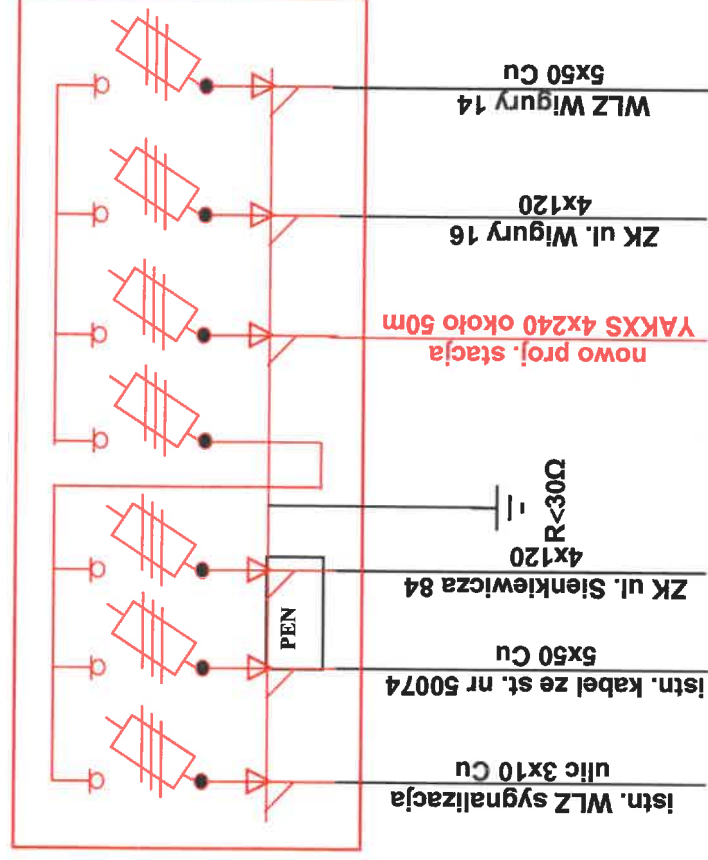 istn. WLZ sygnalizacja
ulic 3x10 Cu
istn. kabel ze st. nr 50074
5x50 Cu
PEN
ZK ul. Sienkiewicza 84
4x120
R<30Ω
nowo proj. stacja
YAKXS 4x240 około 50m
ZK ul. Wigury 16
4x120
WLZ Wigury 14
5x50 Cu